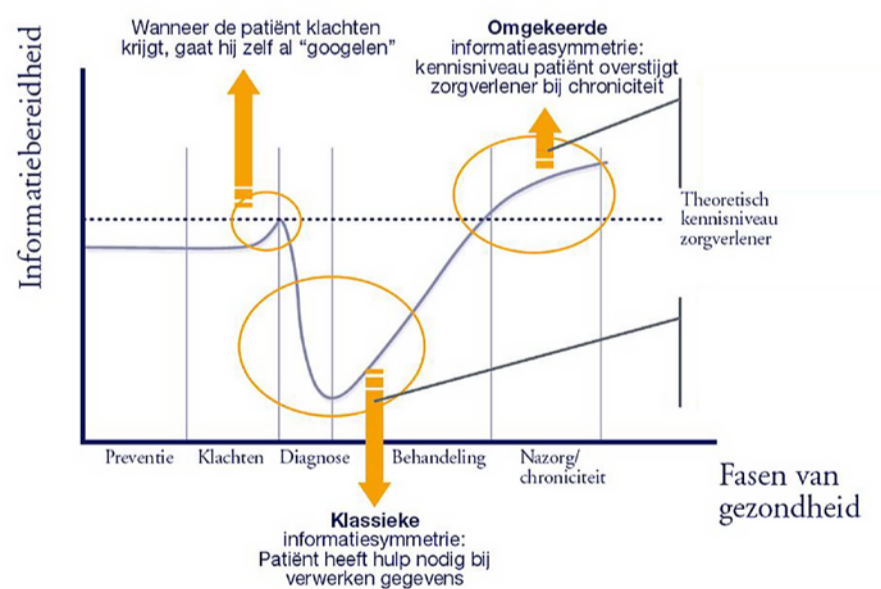 Wanneer de patiënt klachten
krijgt, gaat hij zelf al “googelen”
Omgekeerde
informatieasymmetrie:
kennisniveau patiënt overstijgt
zorgverlener bij chroniciteit
Informatiebereidheid
Theoretisch
kennisniveau
zorgverlener
Preventie
Klachten
Diagnose
Behandeling
Nazorg/
chroniciteit
Fasen van
gezondheid
Klassieke
informatiesymmetrie:
Patiënt heeft hulp nodig bij
verwerken gegevens